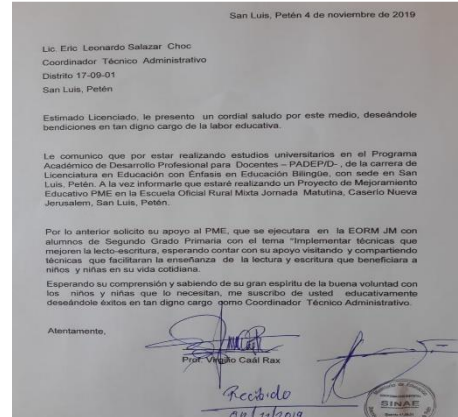 San Luis, Petén 4 de noviembre de 2019
Lic. Eric Leonardo Salazar Choc
Coordinador Técnico Administrativo
Distrito 17-09-01
San Luis, Petén
Estimado Licenciado, le presento un cordial saludo por este medio, deseándole
bendiciones en tan digno cargo de la labor educativa.
Le comunico que por estar realizando estudios universitarios en el Programa
Académico de Desarrollo Profesional para Docentes – PADEP/D- , de la carrera de
Licenciatura en Educación con Énfasis en Educación Bilingüe, con sede en San
Luis, Petén. A la vez informarle que estaré realizando un Proyecto de Mejoramiento
Educativo PME en la Escuela Oficial Rural Mixta Jornada Matutina, Caserío Nueva
Jerusalem, San Luis, Petén.
Por lo anterior solicito su apoyo al PME, que se ejecutara en la EORM JM con
alumnos de Segundo Grado Primaria con el tema "Implementar técnicas que
mejoren la lecto-escritura, esperando contar con su apoyo visitando y compartiendo
técnicas que facilitaran la enseñanza de la lectura y escritura que beneficiara a
niños y niñas en su vida cotidiana.
Esperando su comprensión y sabiendo de su gran espíritu de la buena voluntad con
los niños y niñas que lo necesitan, me suscribo de usted educativamente
deseándole éxitos en tan digno cargo como Coordinador Técnico Administrativo.
Atentamente,
Prof. Virgilio Caál Rax
Recibido
SINAE